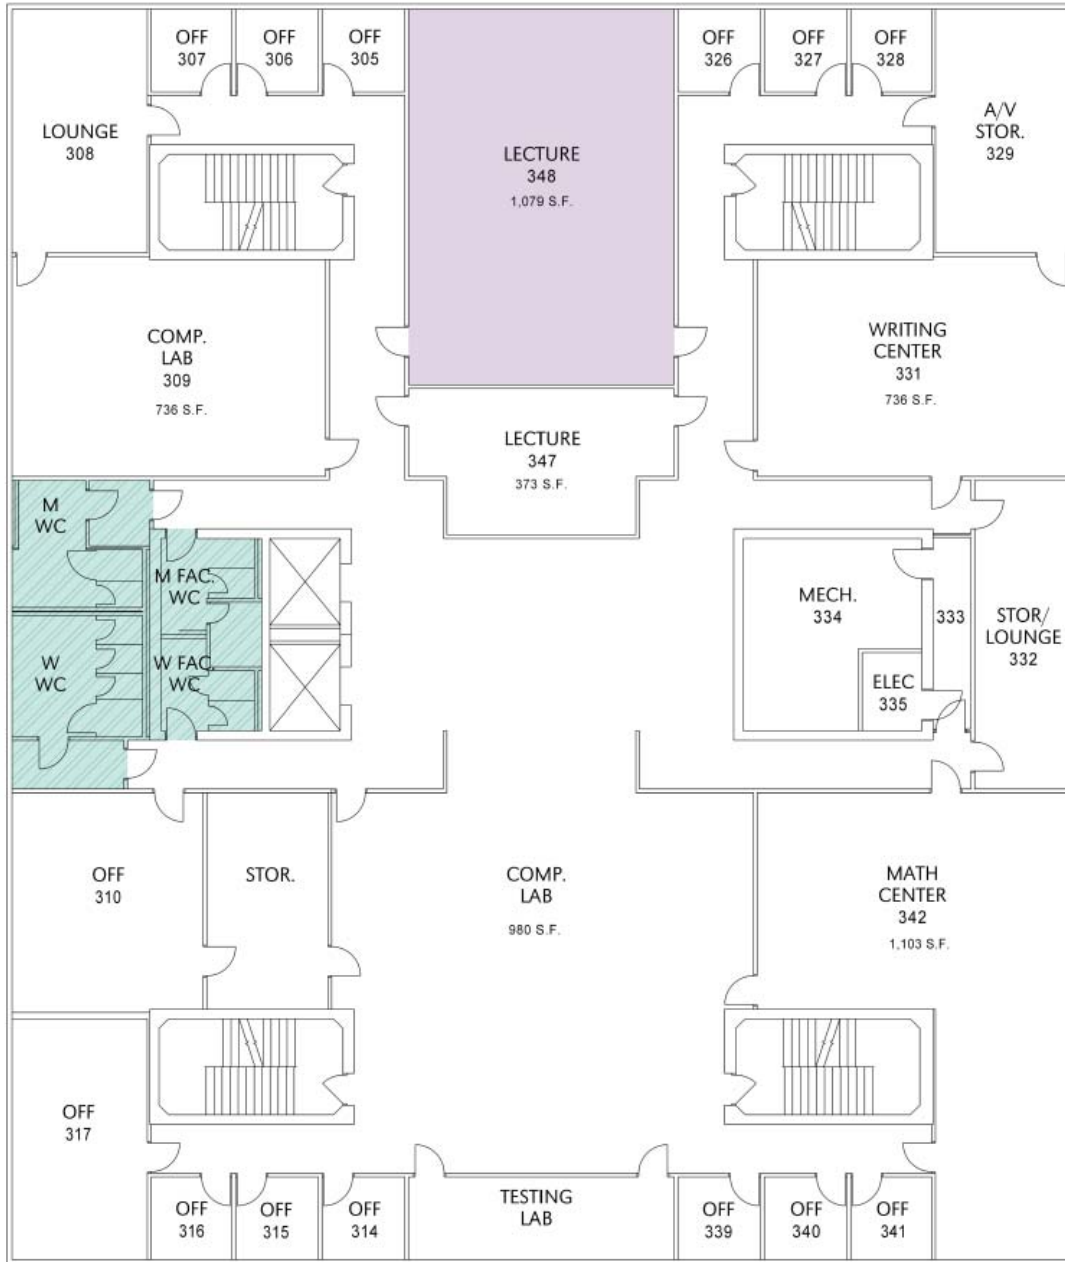 OFF
307
OFF
306
OFF
305
OFF
326
OFF
327
OFF
328
LOUNGE
308
LECTURE
348
1,079 S.F.
A/V
STOR.
329
COMP.
LAB
309
736 S.F.
WRITING
CENTER
331
736 S.F.
LECTURE
347
373 S.F.
M
WC
M FAC.
WC
W
WC
W FAC.
WC
MECH.
334
333
STOR/
LOUNGE
332
ELEC
335
OFF
310
STOR.
COMP.
LAB
980 S.F.
MATH
CENTER
342
1,103 S.F.
OFF
317
OFF
316
OFF
315
OFF
314
TESTING
LAB
OFF
339
OFF
340
OFF
341